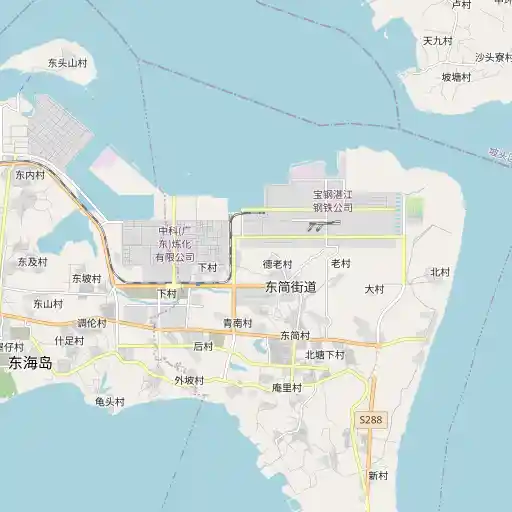 卢村
天九村
沙头寮村
坡塘村
东头山村
坡头区
东内村
宝钢湛江
钢铁公司
中科(广
东)炼化
有限公司
东及村
下村
德老村
老村
北村
东坡村
下村
东简街道
大村
东山村
调伦村
青南村
东简村
什足村
后村
北塘下村
东海岛
外坡村
庵里村
龟头村
S288
新村